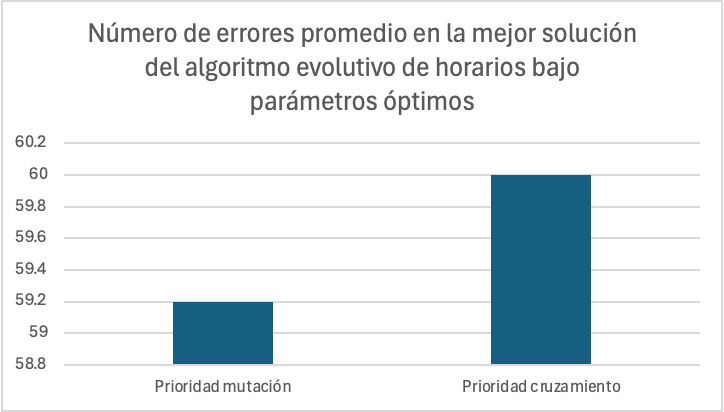 Número de errores promedio en la mejor solución
del algoritmo evolutivo de horarios bajo
parámetros óptimos
60.2
60
59.8
59.6
59.4
59.2
59
58.8
Prioridad mutación
Prioridad cruzamiento